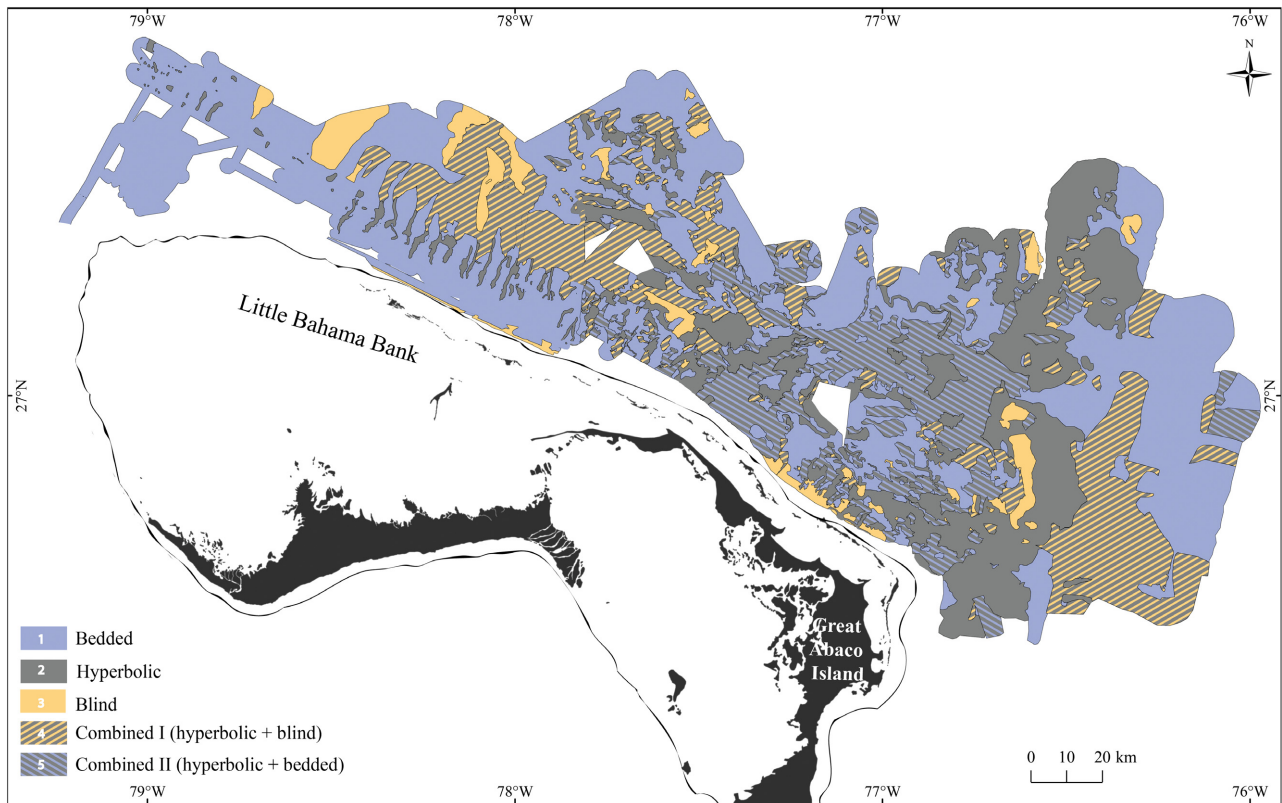 79°W 78°W 77°W 76°W
N
Little Bahama Bank
27°N
27°N
Great
Abaco
Island
1 Bedded
2 Hyperbolic
3 Blind
4 Combined I (hyperbolic + blind)
5 Combined II (hyperbolic + bedded)
0 10 20 km
79°W 78°W 77°W 76°W